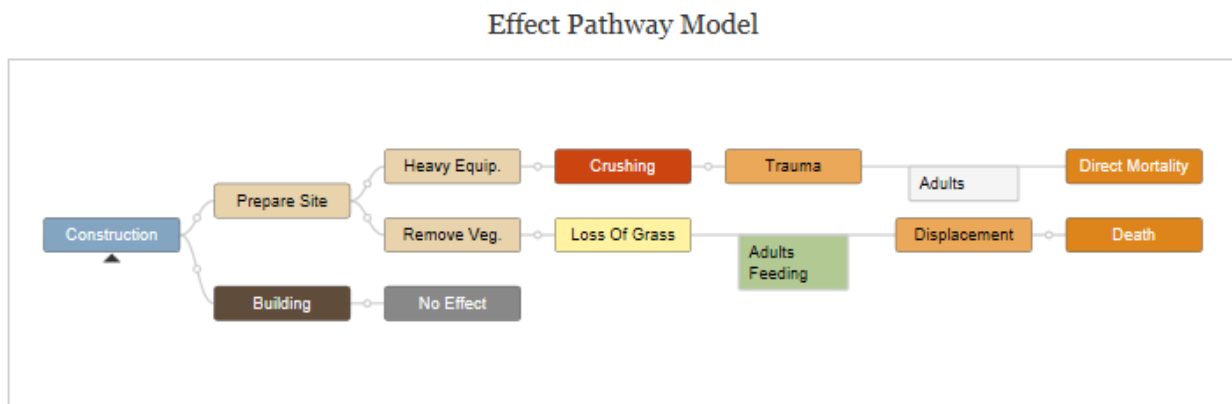 Effect Pathway Model
Heavy Equip.
Crushing
Trauma
Adults
Direct Mortality
Prepare Site
Construction
Remove Veg.
Loss Of Grass
Adults
Feeding
Displacement
Death
Building
No Effect